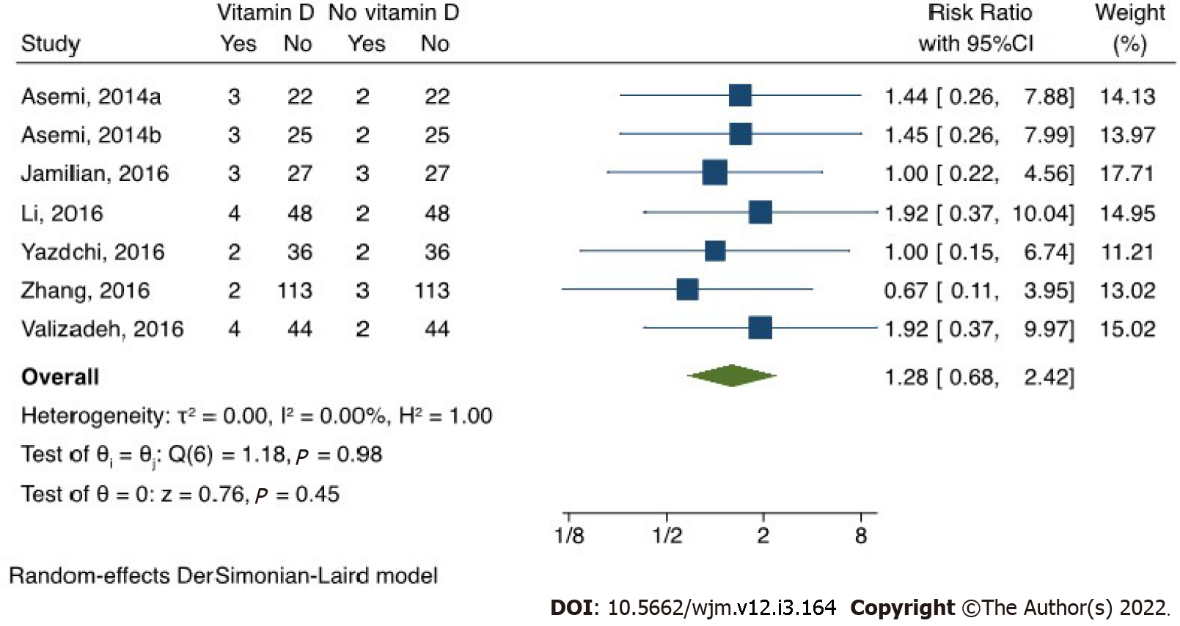 Vitamin D No vitamin D Risk Ratio Weight
Study Yes No Yes No with 95%CI (%)
Asemi, 2014a 3 22 2 22 1.44 [ 0.26, 7.88] 14.13
Asemi, 2014b 3 25 2 25 1.45 [ 0.26, 7.99] 13.97
Jamilian, 2016 3 27 3 27 1.00 [ 0.22, 4.56] 17.71
Li, 2016 4 48 2 48 1.92 [ 0.37, 10.04] 14.95
Yazdchi, 2016 2 36 2 36 1.00 [ 0.15, 6.74] 11.21
Zhang, 2016 2 113 3 113 0.67 [ 0.11, 3.95] 13.02
Valizadeh, 2016 4 44 2 44 1.92 [ 0.37, 9.97] 15.02
Overall 1.28 [ 0.68, 2.42]
Heterogeneity: τ² = 0.00, I² = 0.00%, H² = 1.00
Test of θᵢ = θⱼ: Q(6) = 1.18, P = 0.98
Test of θ = 0: z = 0.76, P = 0.45
1/8 1/2 2 8
Random-effects DerSimonian-Laird model
DOI: 10.5662/wjm.v12.i3.164 Copyright ©The Author(s) 2022.